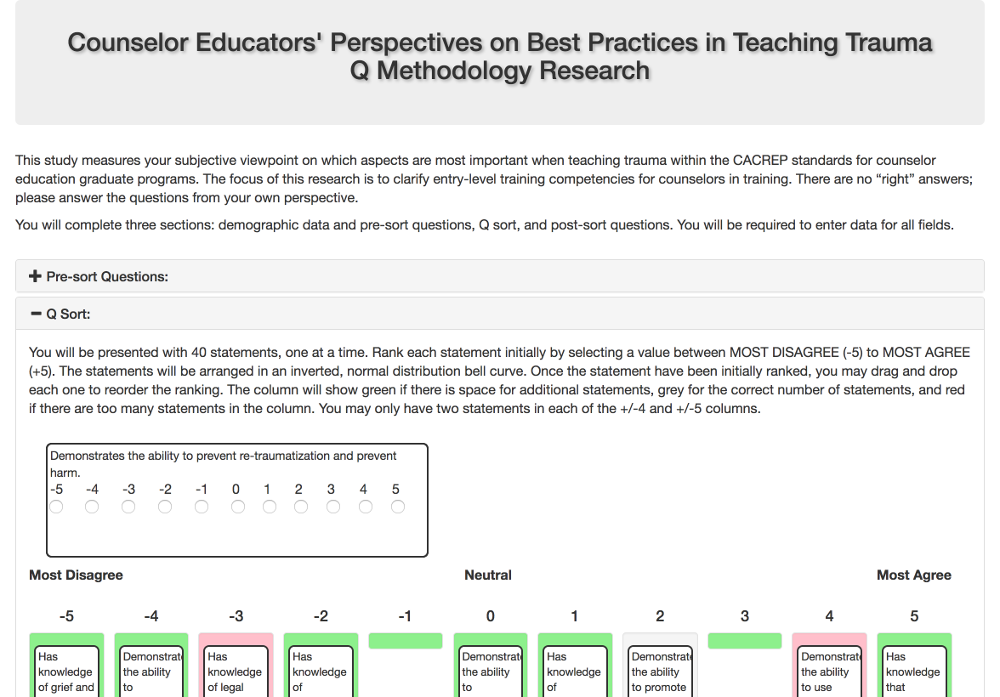 Counselor Educators' Perspectives on Best Practices in Teaching Trauma
Q Methodology Research
This study measures your subjective viewpoint on which aspects are most important when teaching trauma within the CACREP standards for counselor
education graduate programs. The focus of this research is to clarify entry-level training competencies for counselors in training. There are no “right” answers;
please answer the questions from your own perspective.
You will complete three sections: demographic data and pre-sort questions, Q sort, and post-sort questions. You will be required to enter data for all fields.
Pre-sort Questions:
Q Sort:
You will be presented with 40 statements, one at a time. Rank each statement initially by selecting a value between MOST DISAGREE (-5) to MOST AGREE
(+5). The statements will be arranged in an inverted, normal distribution bell curve. Once the statement have been initially ranked, you may drag and drop
each one to reorder the ranking. The column will show green if there is space for additional statements, grey for the correct number of statements, and red
if there are too many statements in the column. You may only have two statements in each of the +/-4 and +/-5 columns.
Demonstrates the ability to prevent re-traumatization and prevent
harm.
-5 -4 -3 -2 -1 0 1 2 3 4 5
Most Disagree Neutral Most Agree
-5 -4 -3 -2 -1 0 1 2 3 4 5
Has Demonstrat Has Has Demonstrat Has Demonstrat Demonstrat Has
knowledge the ability knowledge knowledge the ability knowledge the ability the ability knowledge
of grief and to of legal of to of to promote to use that